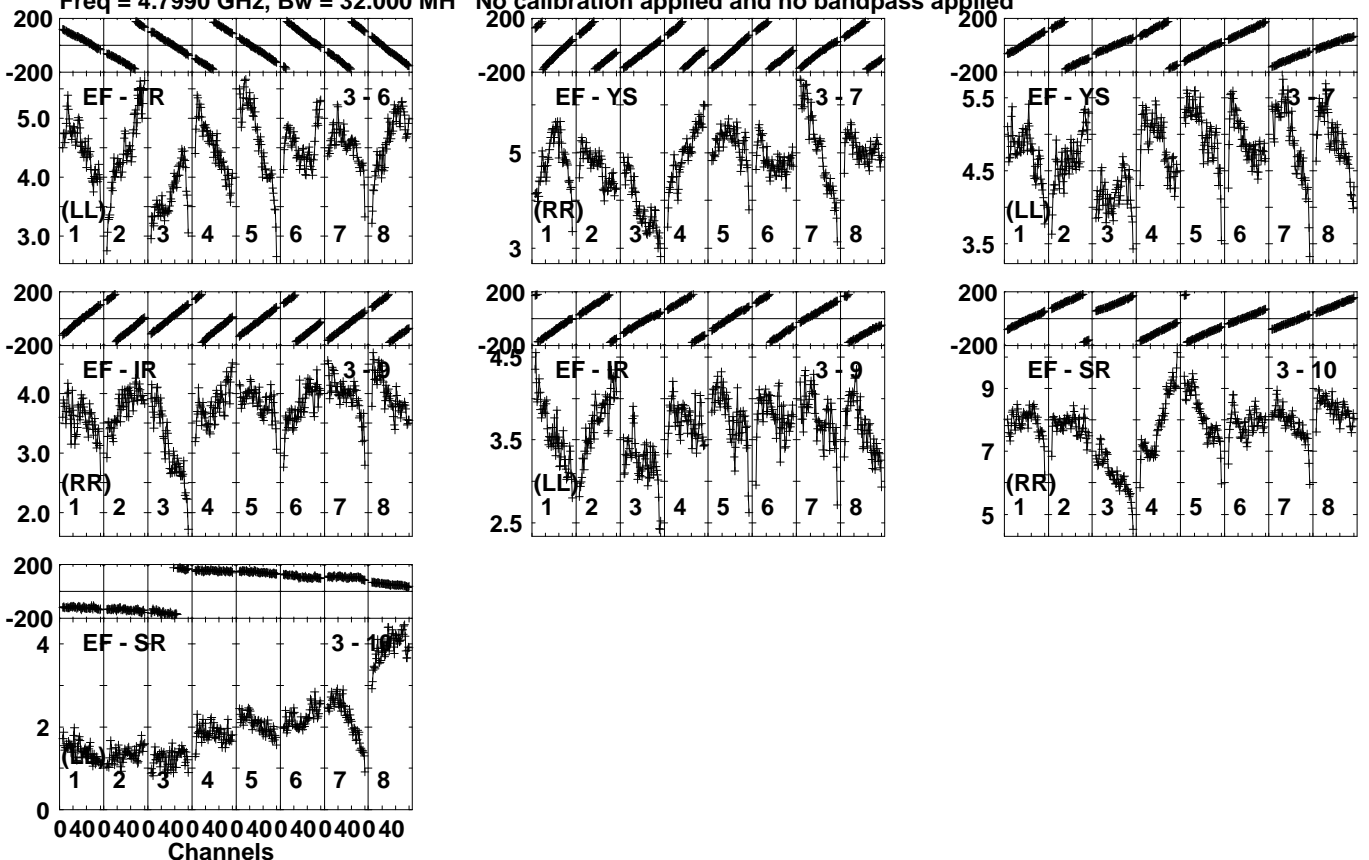 Freq = 4.7990 GHz, Bw = 32.000 MH No calibration applied and no bandpass applied
200
-200
EF - TR 3 - 6
5.0
4.0
3.0
(LL)
1 2 3 4 5 6 7 8
200
-200
EF - YS 3 - 7
5
3
(RR)
1 2 3 4 5 6 7 8
200
-200
EF - YS 3 - 7
5.5
4.5
3.5
(LL)
1 2 3 4 5 6 7 8
200
-200
EF - IR 3 - 9
4.0
3.0
2.0
(RR)
1 2 3 4 5 6 7 8
200
-200
EF - IR 3 - 9
4.5
3.5
2.5
(LL)
1 2 3 4 5 6 7 8
200
-200
EF - SR 3 - 10
9
7
5
(RR)
1 2 3 4 5 6 7 8
200
-200
EF - SR 3 - 10
4
2
0
(LL)
1 2 3 4 5 6 7 8
0 40 0 40 0 40 0 40 0 40 0 40 0 40 0 40
Channels